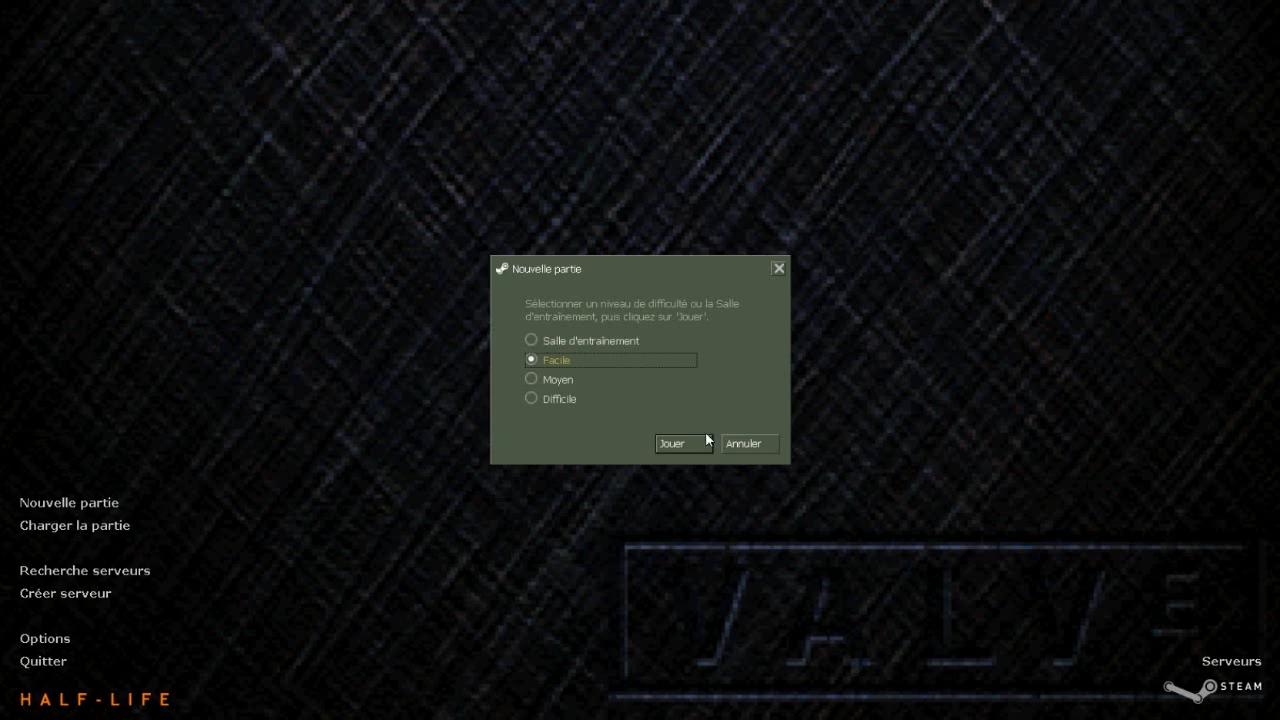 Nouvelle partie
Sélectionner un niveau de difficulté ou la Salle
d'entraînement, puis cliquez sur 'Jouer'.
Salle d'entraînement
Facile
Moyen
Difficile
Jouer
Annuler
Nouvelle partie
Charger la partie
Recherche serveurs
Créer serveur
Options
Quitter
HALF-LIFE
VALVE
Serveurs
STEAM